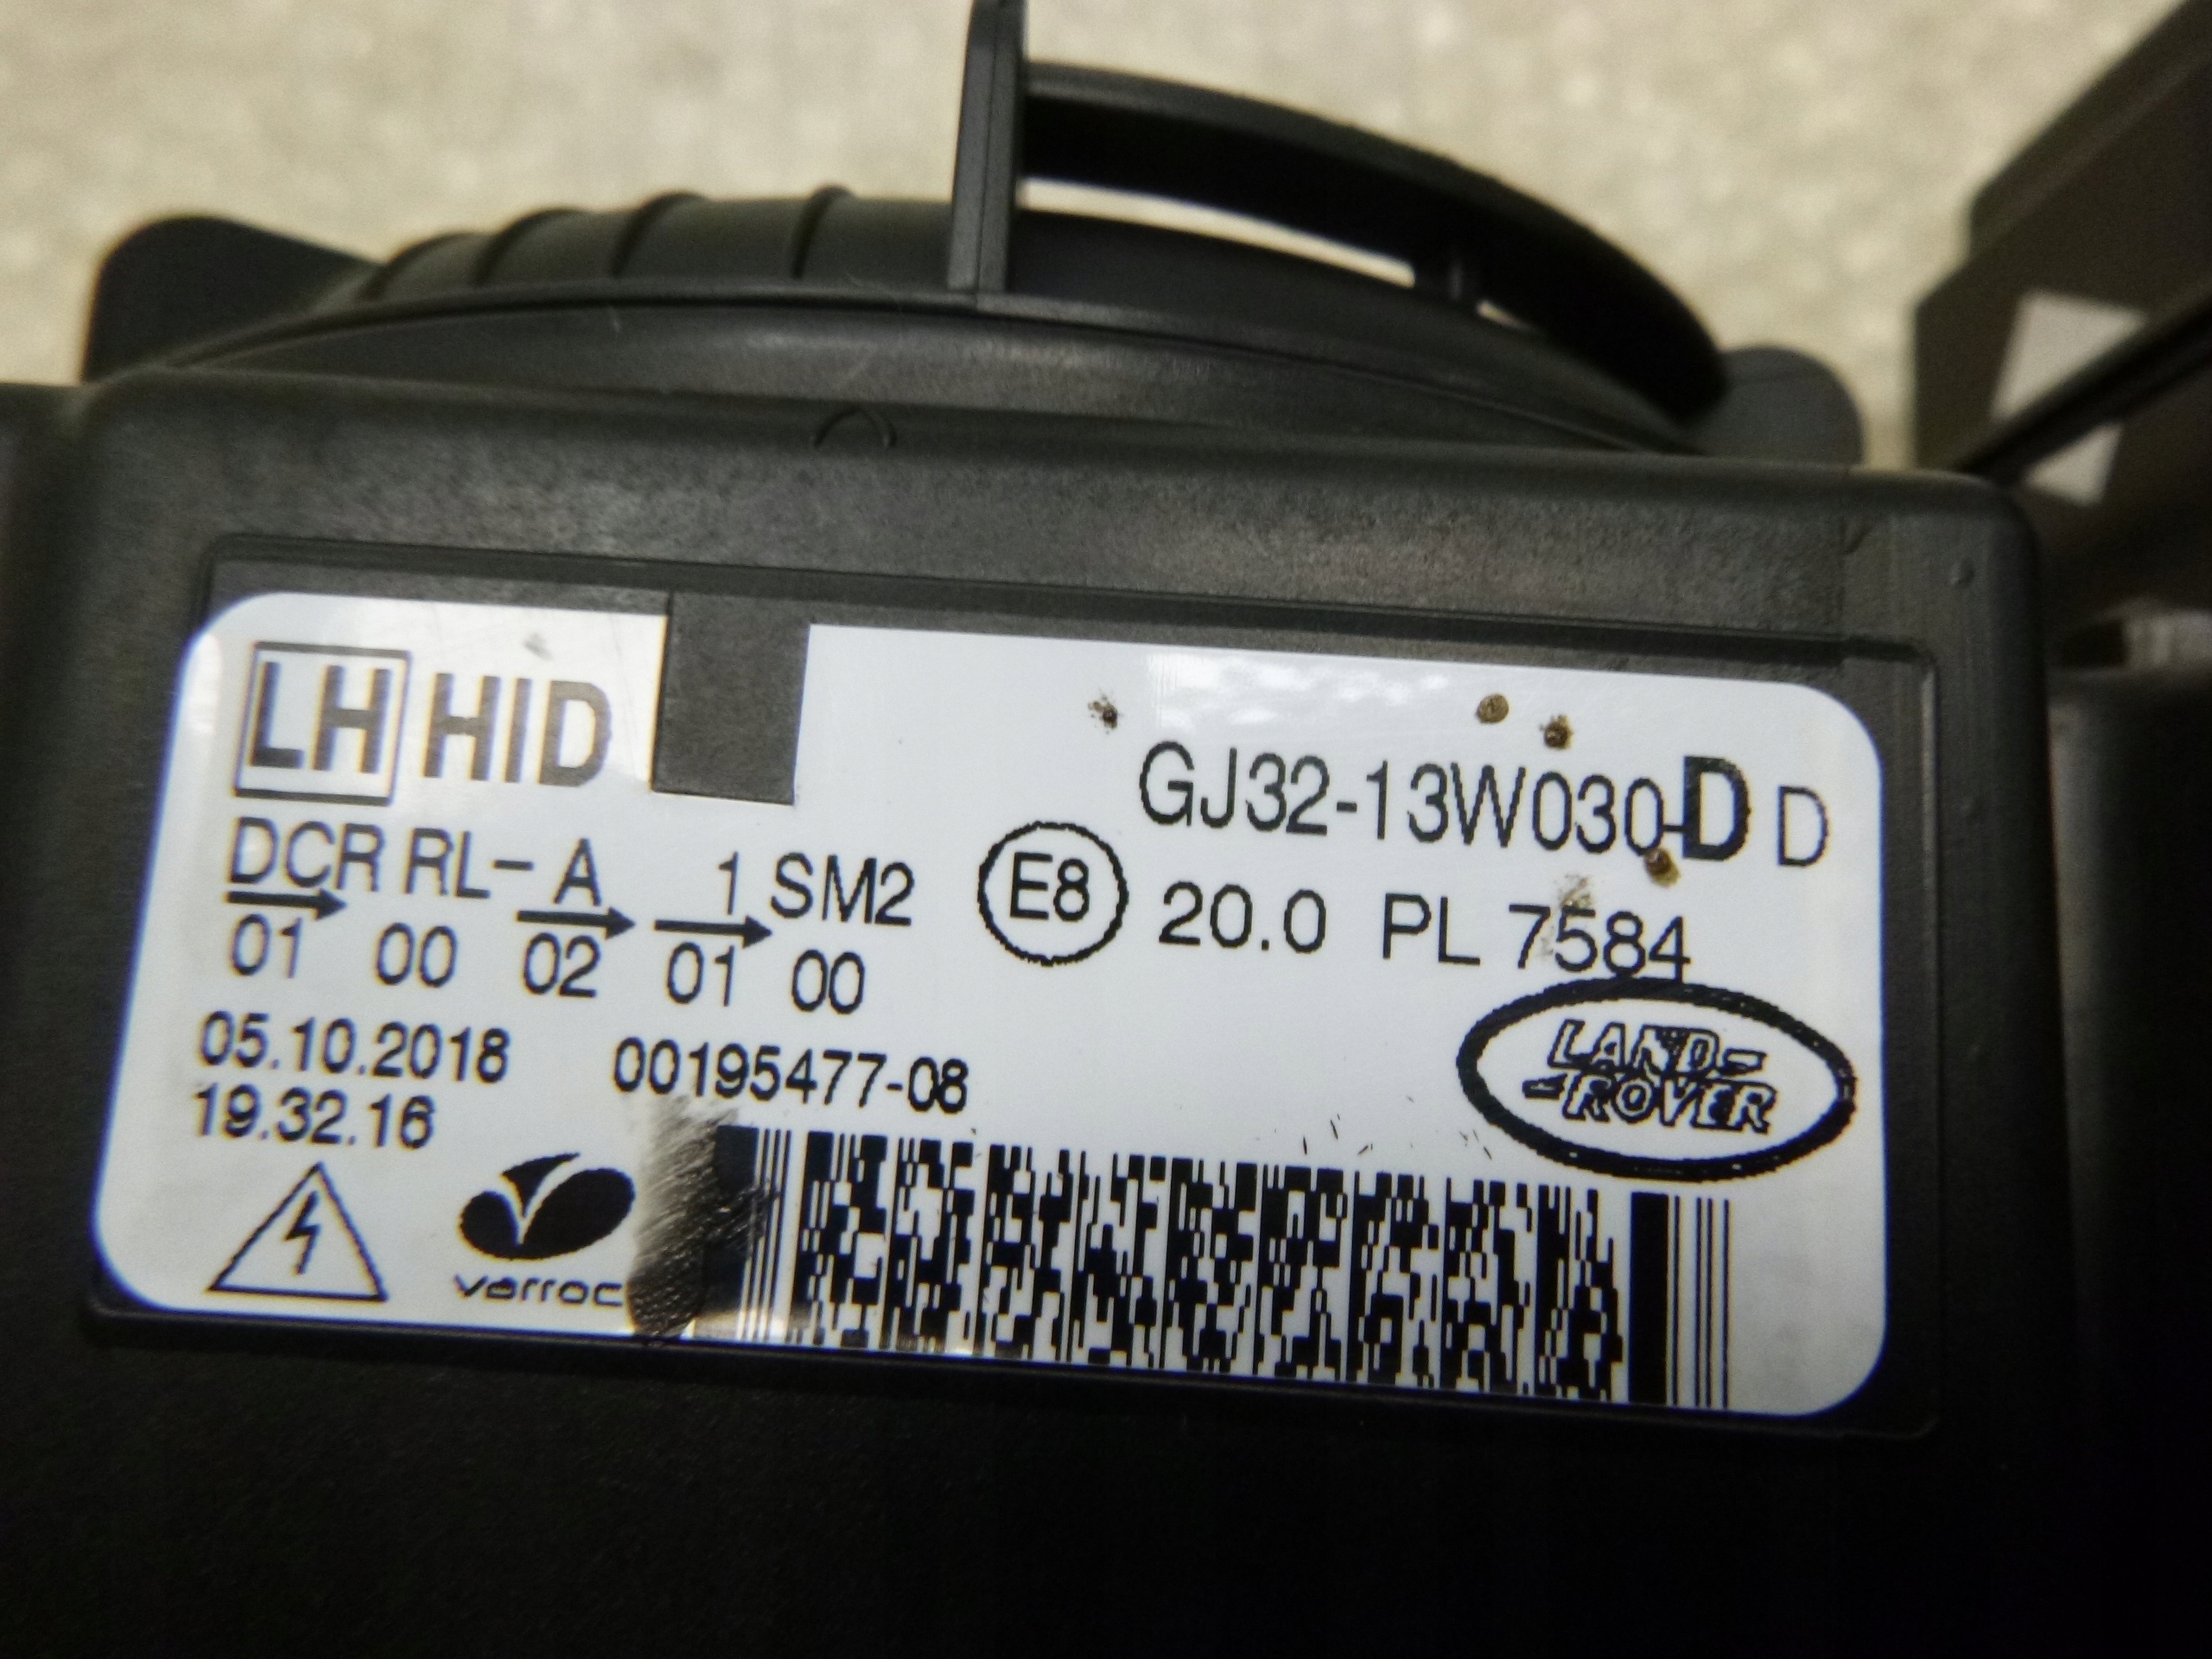 LH HID
GJ32-13W030-D D
DCR RL- A 1 SM2
01 00 02 01 00
E8 20.0 PL 7584
05.10.2018 00195477-08
19.32.16
LAND-
-ROVER
varroc